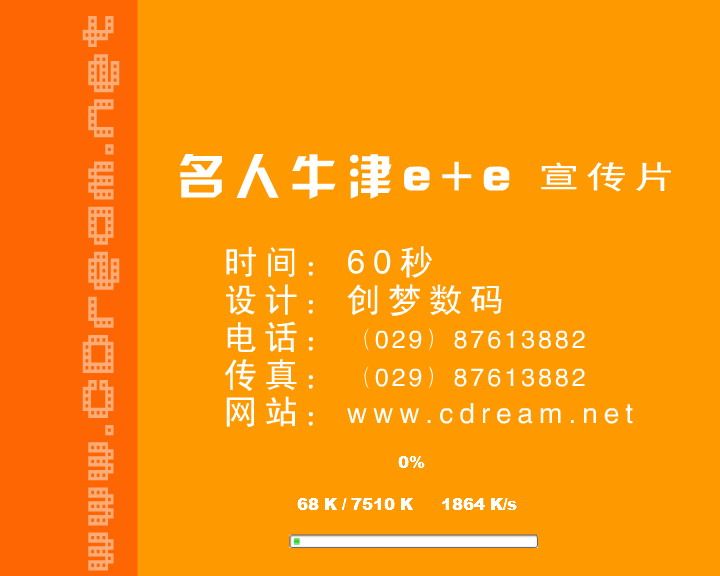 www.cdream.net
名人牛津e+e 宣传片
时间： 60秒
设计： 创梦数码
电话： （029）87613882
传真： （029）87613882
网站： www.cdream.net
0%
68 K / 7510 K 1864 K/s